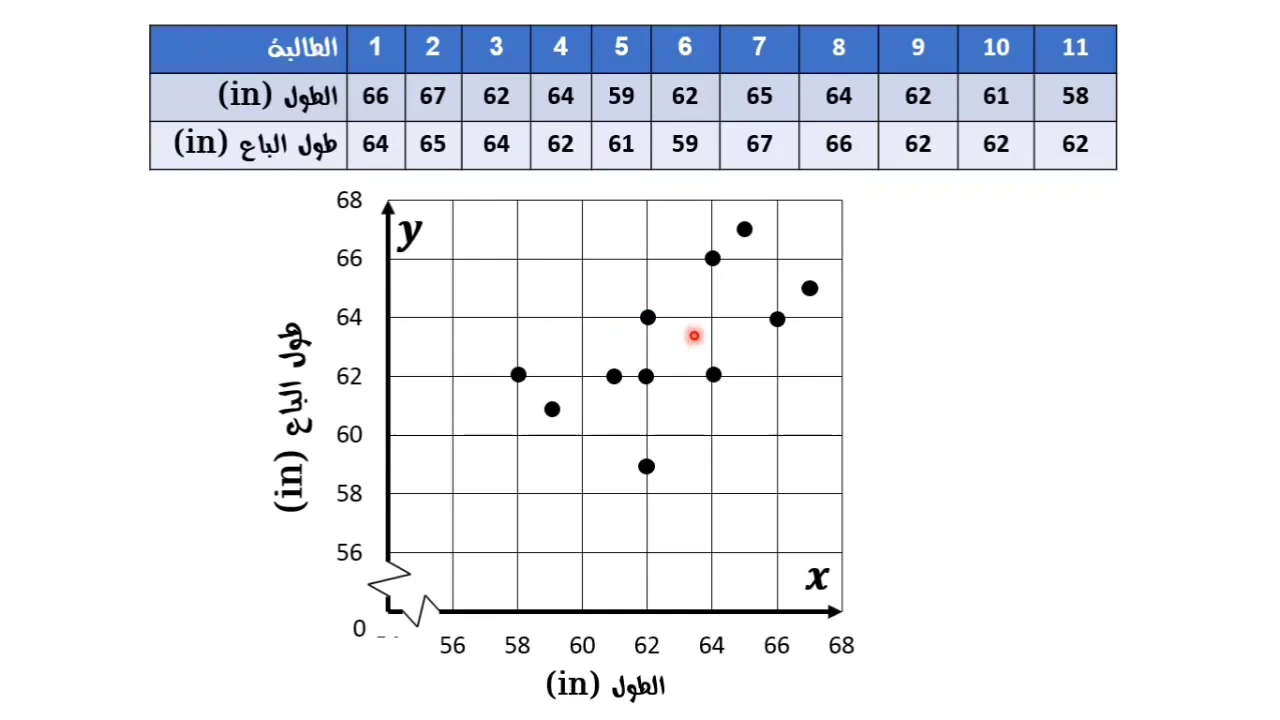 الطالبة 1 2 3 4 5 6 7 8 9 10 11
الطول (in) 66 67 62 64 59 62 65 64 62 61 58
طول الباع (in) 64 65 64 62 61 59 67 66 62 62 62
68
y
66
64
62
60
58
56
طول الباع (in)
x
0
56 58 60 62 64 66 68
الطول (in)